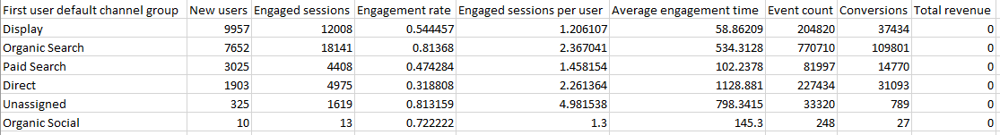 First user default channel group New users Engaged sessions Engagement rate Engaged sessions per user Average engagement time Event count Conversions Total revenue
Display 9957 12008 0.544457 1.206107 58.86209 204820 37434 0
Organic Search 7652 18141 0.81368 2.367041 534.3128 770710 109801 0
Paid Search 3025 4408 0.474284 1.458154 102.2378 81997 14770 0
Direct 1903 4975 0.318808 2.261364 1128.881 227434 31093 0
Unassigned 325 1619 0.813159 4.981538 798.3415 33320 789 0
Organic Social 10 13 0.722222 1.3 145.3 248 27 0